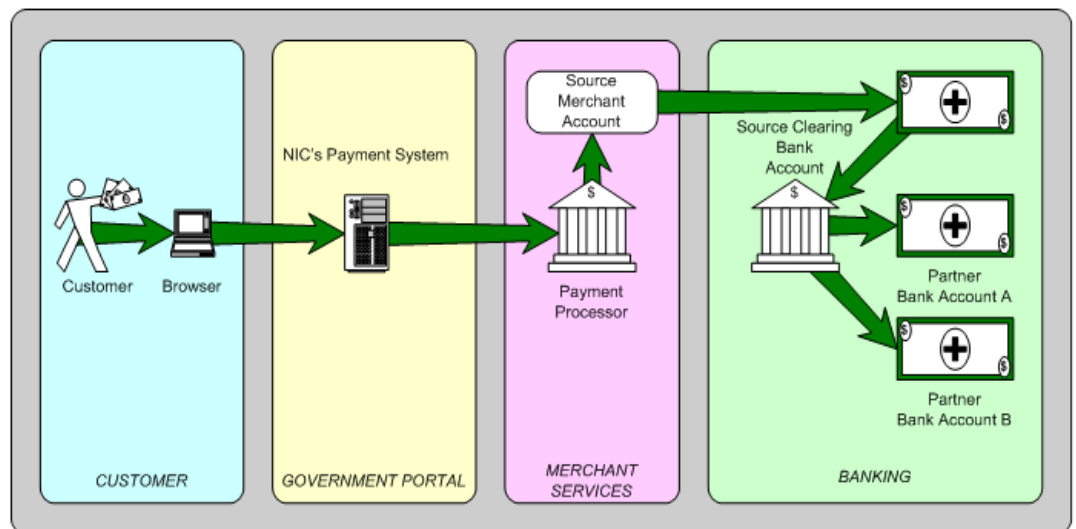 Source
Merchant
Account
NIC's Payment System
Source Clearing
Bank
Account
Customer
Browser
Payment
Processor
Partner
Bank Account A
Partner
Bank Account B
CUSTOMER
GOVERNMENT PORTAL
MERCHANT
SERVICES
BANKING
$
$
$
$
$
$
$
$